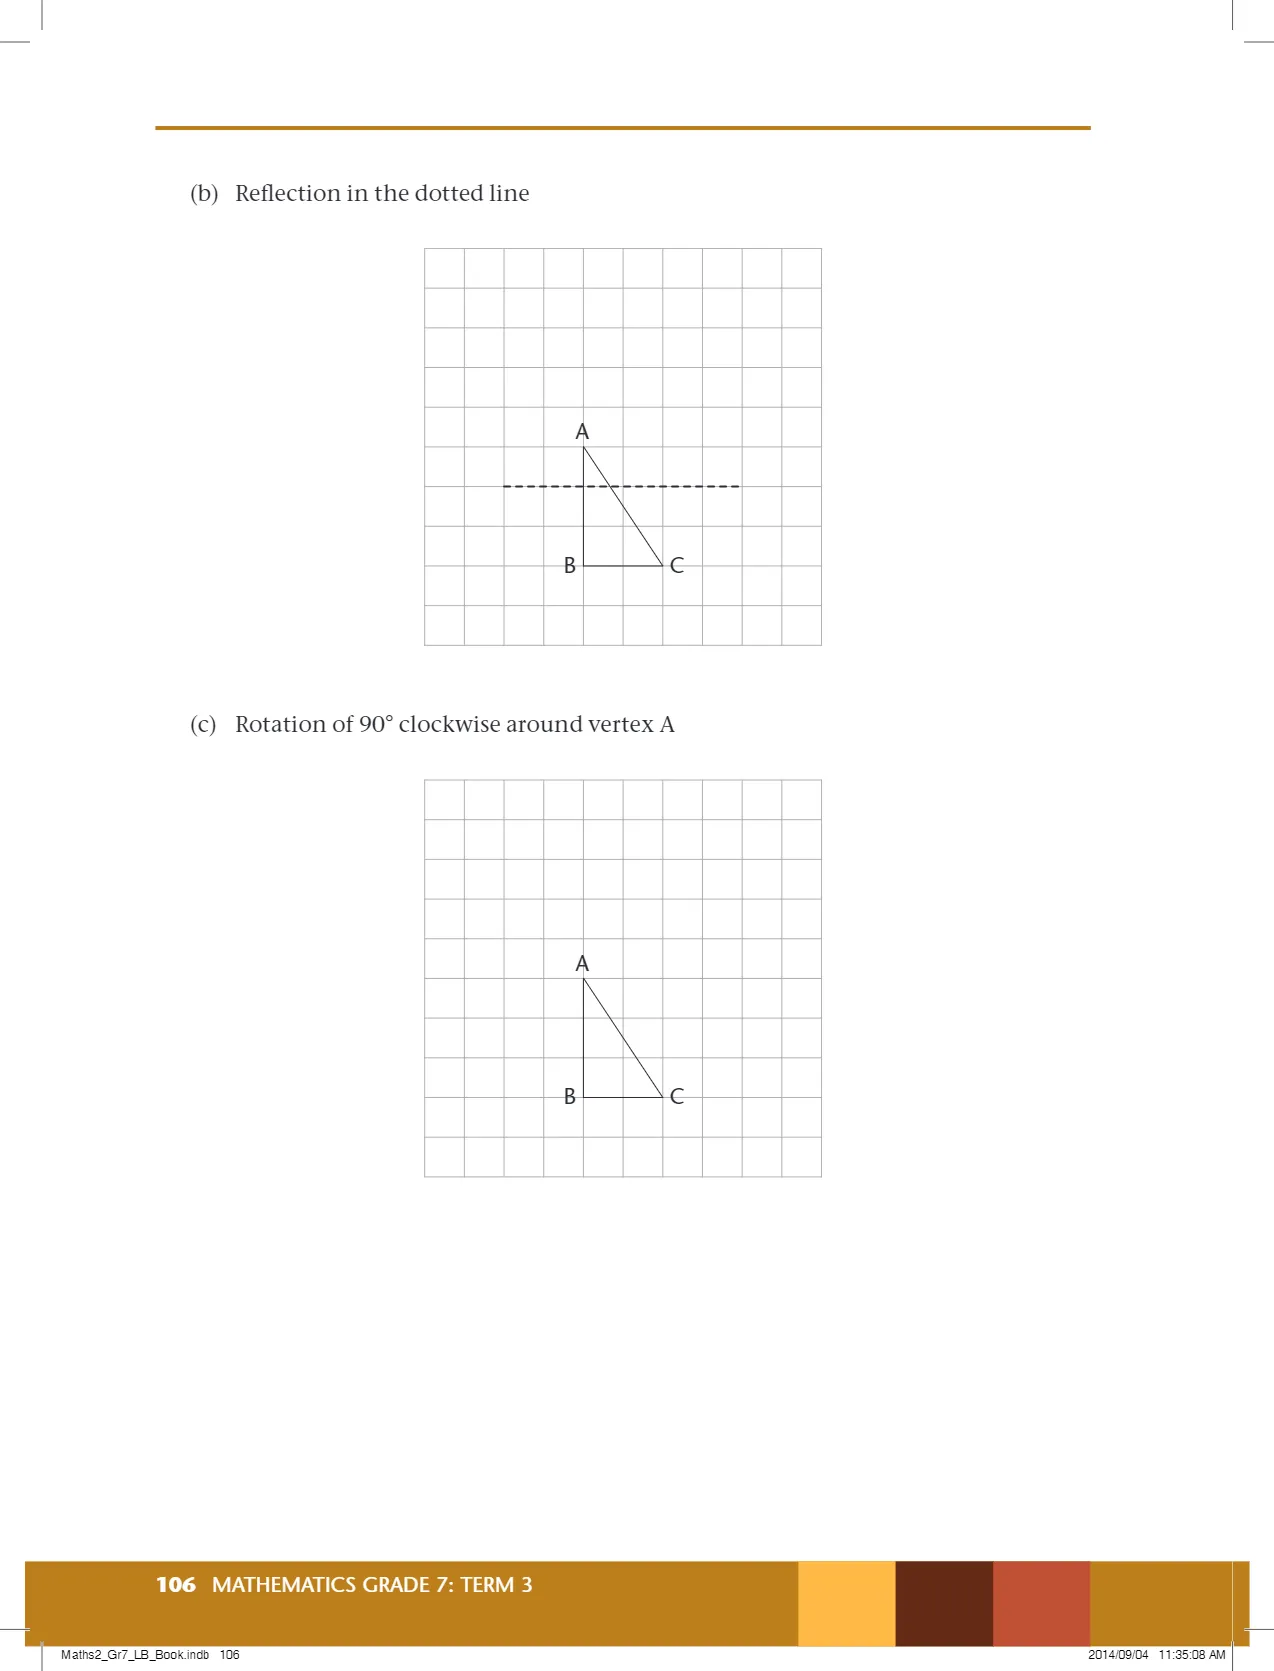 (b) Reflection in the dotted line
A
B C
(c) Rotation of 90° clockwise around vertex A
A
B C
106 MATHEMATICS GRADE 7: TERM 3
Maths2_Gr7_LB_Book.indb 106 2014/09/04 11:35:08 AM